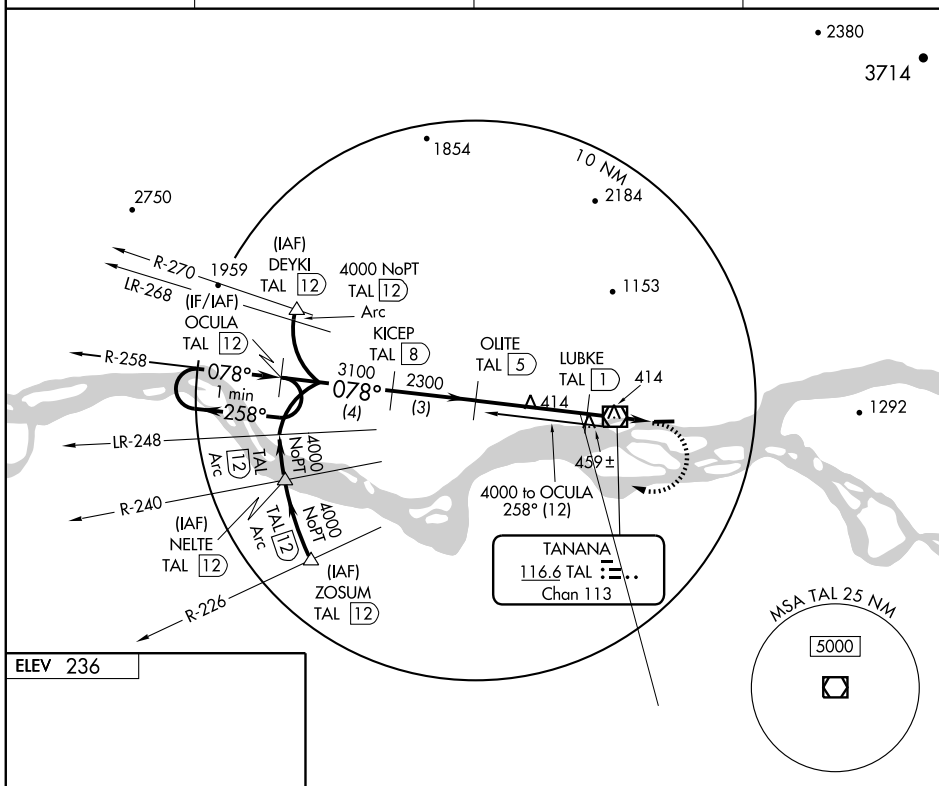 2380
3714
1854
10 NM
2184
2750
(IAF)
DEYKI
TAL 12
R-270
1959
LR-268
4000 NoPT
TAL 12
Arc
1153
(IF/IAF)
OCULA
TAL 12
KICEP
TAL 8
OLITE
TAL 5
LUBKE
TAL 1
R-258
078°
1 min
258°
3100
078°
(4)
2300
(3)
414
414
1292
LR-248
4000
NoPT
TAL
12
Arc
459±
4000 to OCULA
258° (12)
R-240
(IAF)
NELTE
TAL 12
4000
NoPT
TAL 12
Arc
(IAF)
ZOSUM
TAL 12
R-226
TANANA
116.6 TAL
Chan 113
MSA TAL 25 NM
5000
ELEV 236